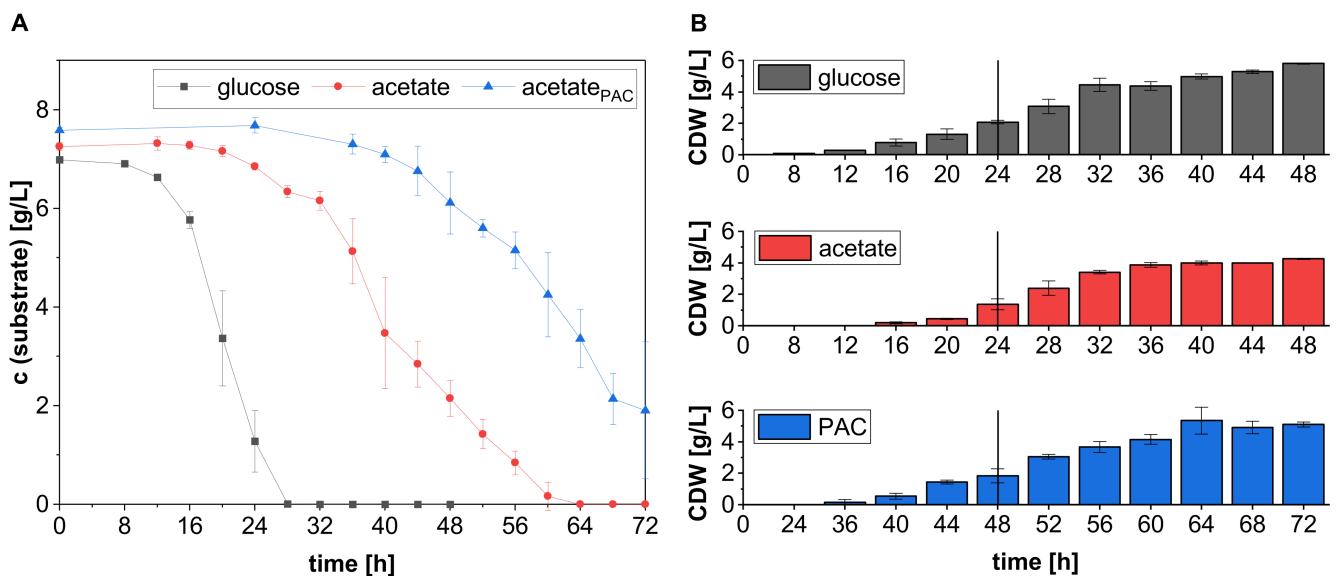 A
glucose acetate acetatePAC
8
6
4
2
0
c (substrate) [g/L]
0 8 16 24 32 40 48 56 64 72
time [h]
B
glucose
CDW [g/L]
6
4
2
0
0 8 12 16 20 24 28 32 36 40 44 48
acetate
CDW [g/L]
6
4
2
0
0 8 12 16 20 24 28 32 36 40 44 48
PAC
CDW [g/L]
6
4
2
0
0 24 36 40 44 48 52 56 60 64 68 72
time [h]